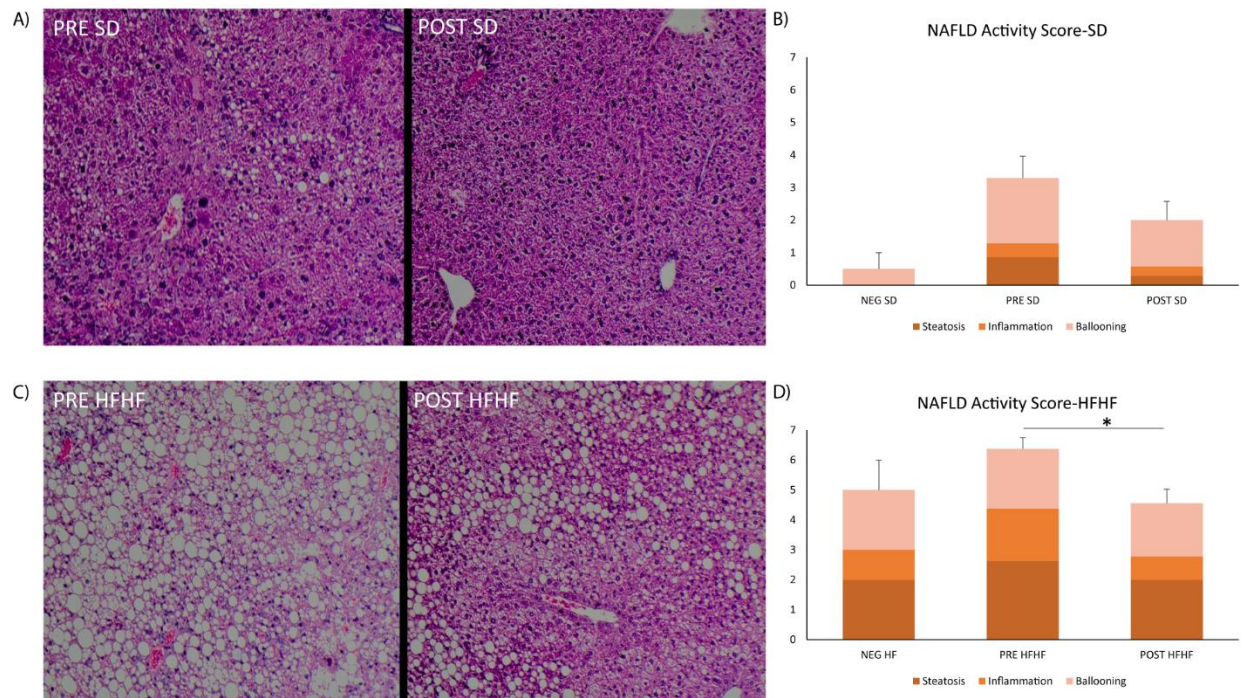 A)
PRE SD
POST SD
B)
NAFLD Activity Score-SD
7
6
5
4
3
2
1
0
NEG SD PRE SD POST SD
Steatosis Inflammation Ballooning
C)
PRE HFHF
POST HFHF
D)
NAFLD Activity Score-HFHF
*
7
6
5
4
3
2
1
0
NEG HF PRE HFHF POST HFHF
Steatosis Inflammation Ballooning